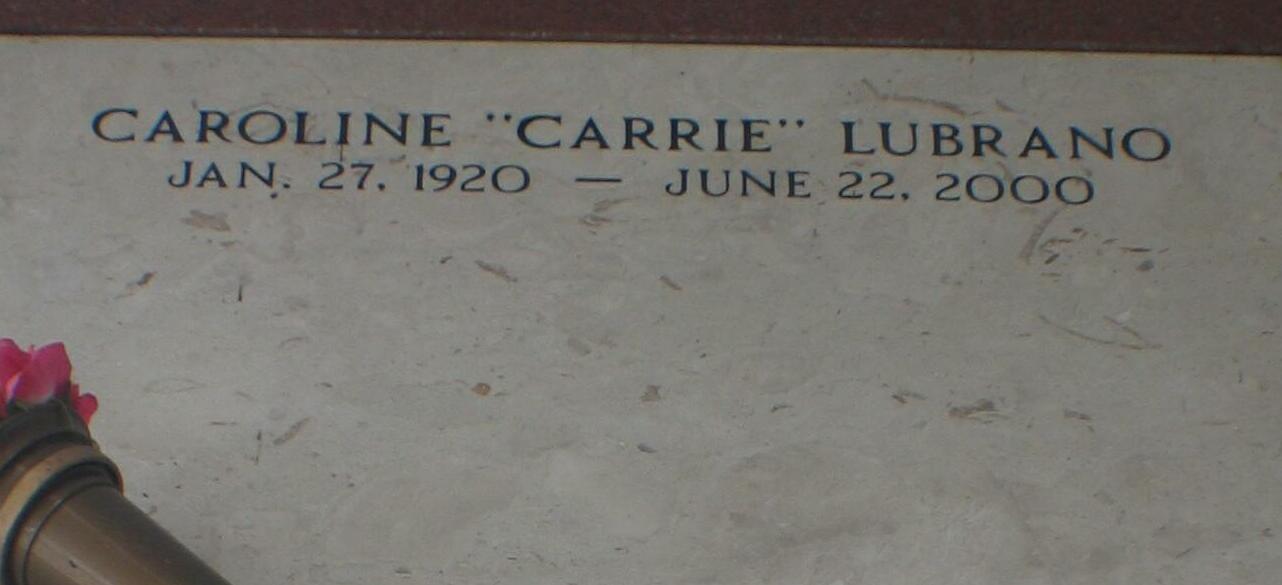 CAROLINE "CARRIE" LUBRANO
JAN. 27, 1920 — JUNE 22, 2000